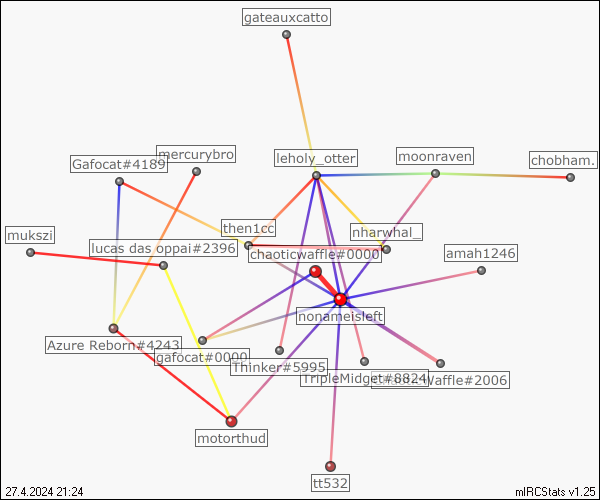 gateauxcatto
mercurybro
Gafocat#4189
leholy_otter
moonraven
chobham.
mukszi
then1cc
nharwhal_
lucas das oppai#2396
chaoticwaffle#0000
amah1246
nonameisleft
Azure Reborn#4243
gafocat#0000
Thinker#5995
TripleMidget#8824
Waffle#2006
motorthud
tt532
27.4.2024 21:24
mIRCStats v1.25